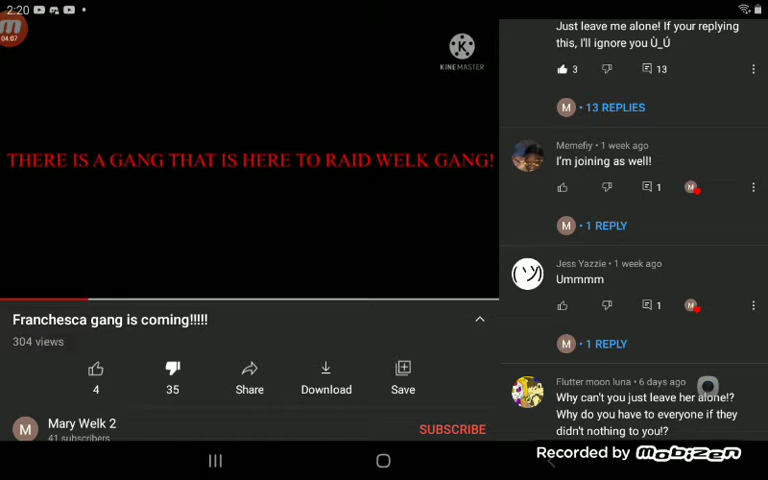 2:20
04:07
KINEMASTER
THERE IS A GANG THAT IS HERE TO RAID WELK GANG!
Franchesca gang is coming!!!!!
304 views
4
35
Share
Download
Save
M
Mary Welk 2
41 subscribers
SUBSCRIBE
Just leave me alone! If your replying
this, I'll ignore you Ù_Ú
3
13
M • 13 REPLIES
Memefiy • 1 week ago
I'm joining as well!
1
M
M • 1 REPLY
Jess Yazzie • 1 week ago
Ummmm
1
M
M • 1 REPLY
Flutter moon luna • 6 days ago
Why can't you just leave her alone!?
Why do you have to everyone if they
didn't nothing to you!?
Recorded by mobizen